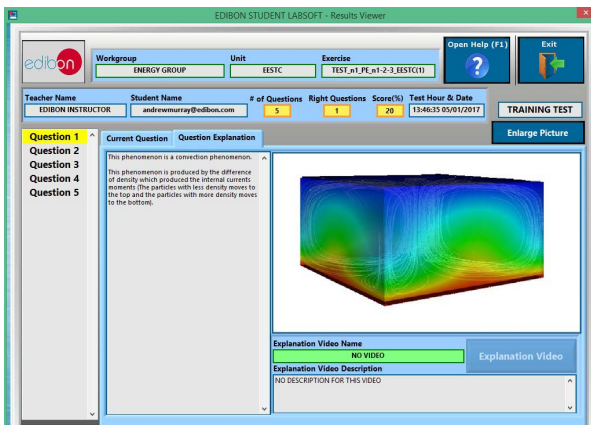 EDIBON STUDENT LABSOFT - Results Viewer
edibon
Workgroup
ENERGY GROUP
Unit
EESTC
Exercise
TEST_n1_PE_n1-2-3_EESTC(1)
Open Help (F1)
?
Exit
Teacher Name
EDIBON INSTRUCTOR
Student Name
andrewmurray@edibon.com
# of Questions
5
Right Questions
1
Score(%)
20
Test Hour & Date
13:46:35 05/01/2017
TRAINING TEST
Enlarge Picture
Question 1
Question 2
Question 3
Question 4
Question 5
Current Question
Question Explanation
This phenomenon is a convection phenomenon.
This phenomenon is produced by the difference
of density which produced the internal currents
moments (The particles with less density moves to
the top and the particles with more density moves
to the bottom).
Explanation Video Name
NO VIDEO
Explanation Video
Explanation Video Description
NO DESCRIPTION FOR THIS VIDEO